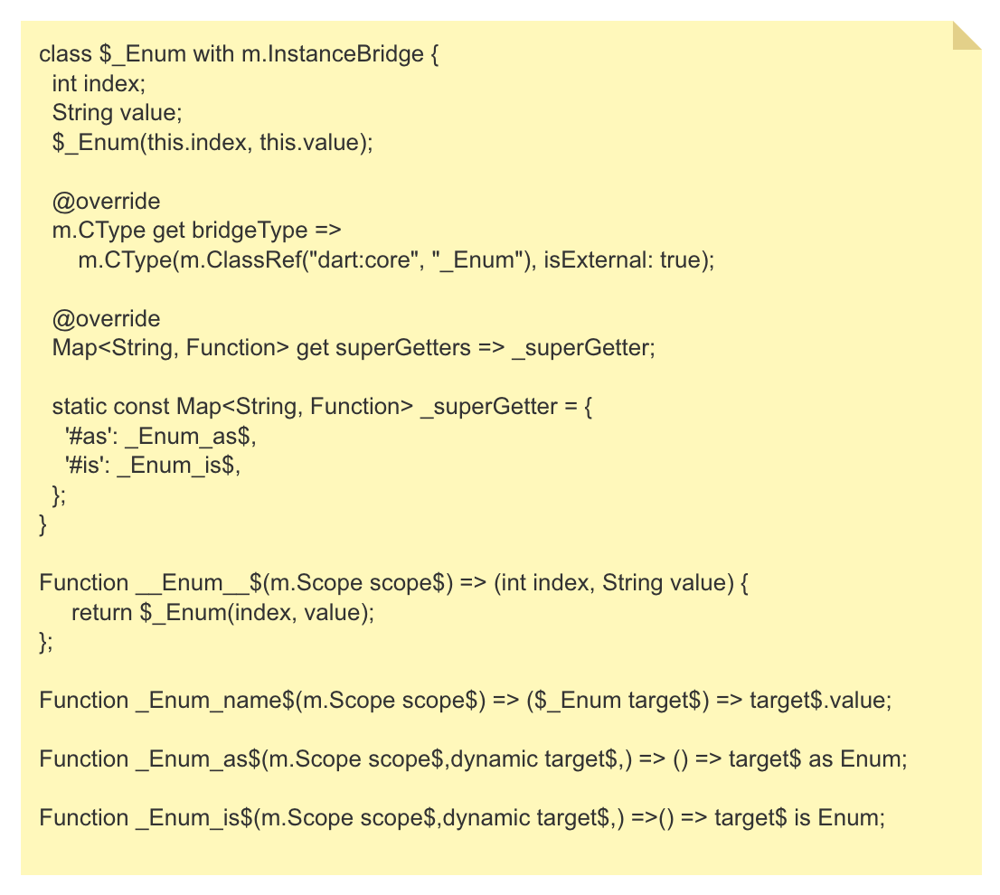 class $_Enum with m.InstanceBridge {
int index;
String value;
$_Enum(this.index, this.value);
@override
m.CType get bridgeType =>
m.CType(m.ClassRef("dart:core", "_Enum"), isExternal: true);
@override
Map<String, Function> get superGetters => _superGetter;
static const Map<String, Function> _superGetter = {
'#as': _Enum_as$,
'#is': _Enum_is$,
};
}
Function __Enum__$(m.Scope scope$) => (int index, String value) {
return $_Enum(index, value);
};
Function _Enum_name$(m.Scope scope$) => ($_Enum target$) => target$.value;
Function _Enum_as$(m.Scope scope$,dynamic target$,) => () => target$ as Enum;
Function _Enum_is$(m.Scope scope$,dynamic target$,) =>() => target$ is Enum;